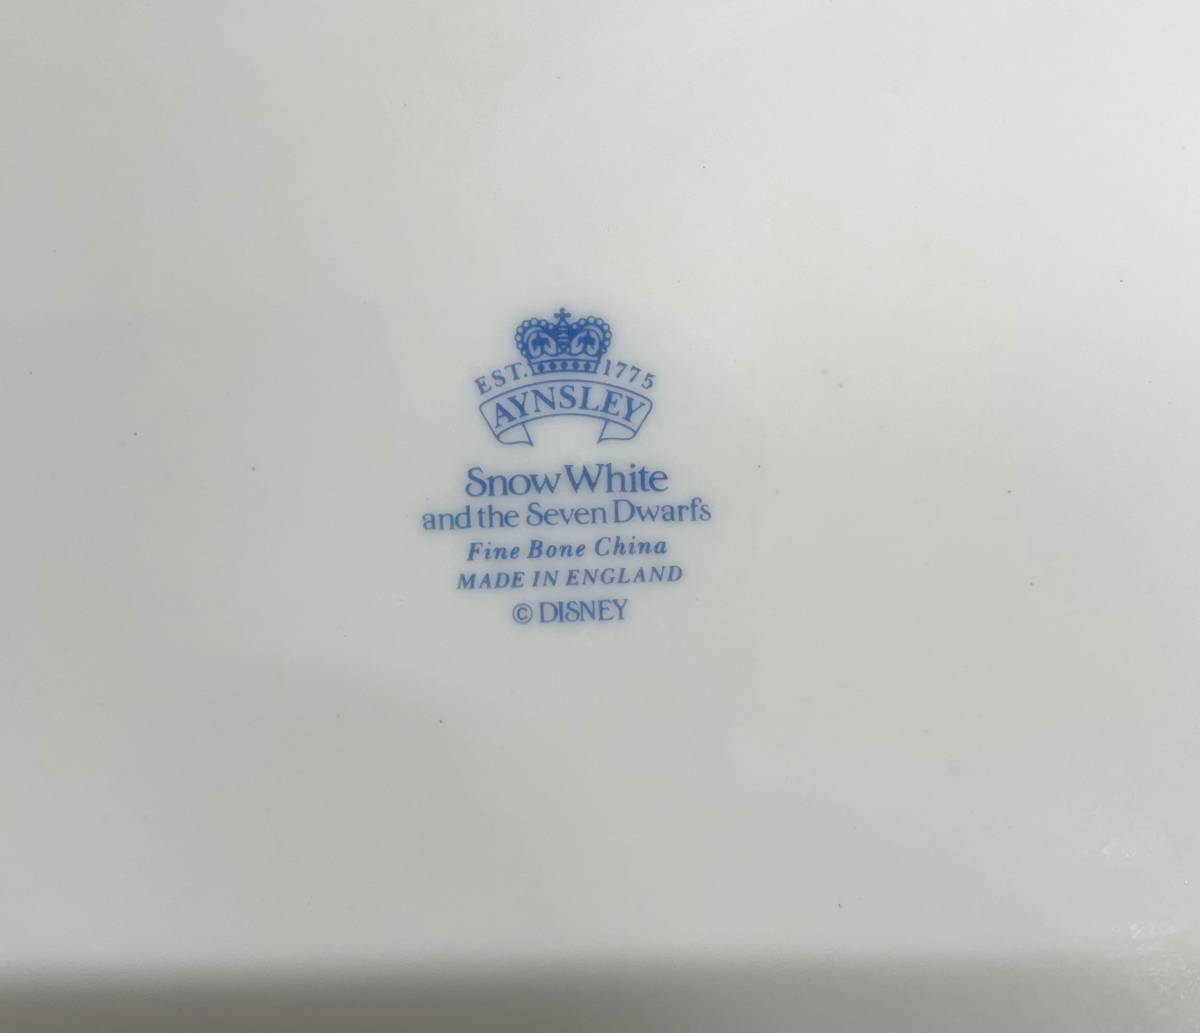 EST. 1775
AYNSLEY
Snow White
and the Seven Dwarfs
Fine Bone China
MADE IN ENGLAND
© DISNEY